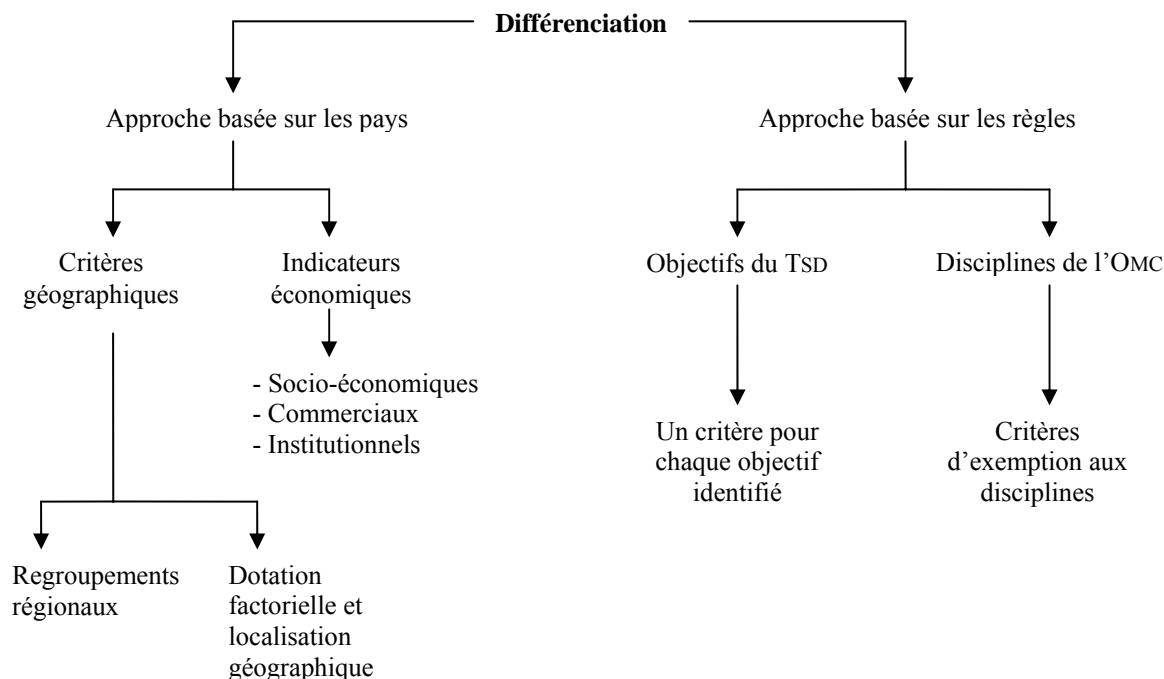 Différenciation
Approche basée sur les pays
Approche basée sur les règles
Critères
géographiques
Indicateurs
économiques
Objectifs du TSD
Disciplines de l’OMC
- Socio-économiques
- Commerciaux
- Institutionnels
Un critère pour
chaque objectif
identifié
Critères
d’exemption aux
disciplines
Regroupements
régionaux
Dotation
factorielle et
localisation
géographique